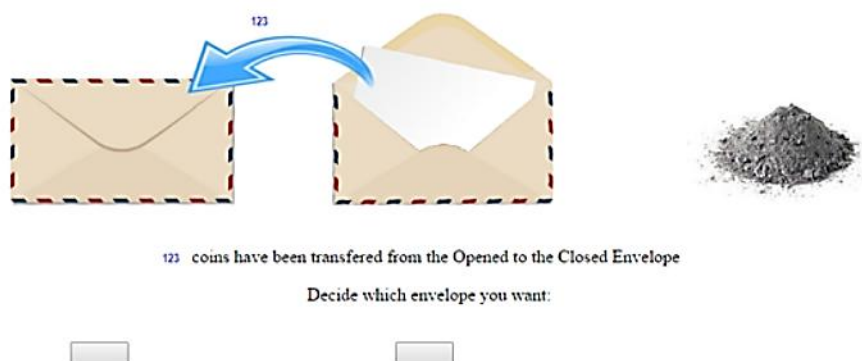 123
123 coins have been transfered from the Opened to the Closed Envelope
Decide which envelope you want: